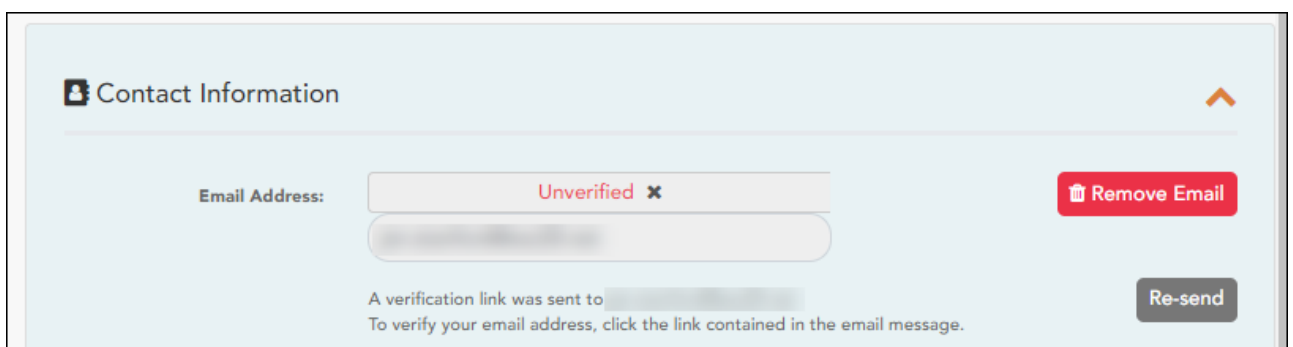 Contact Information
Email Address:
Unverified ✖
Remove Email
A verification link was sent to
Re-send
To verify your email address, click the link contained in the email message.